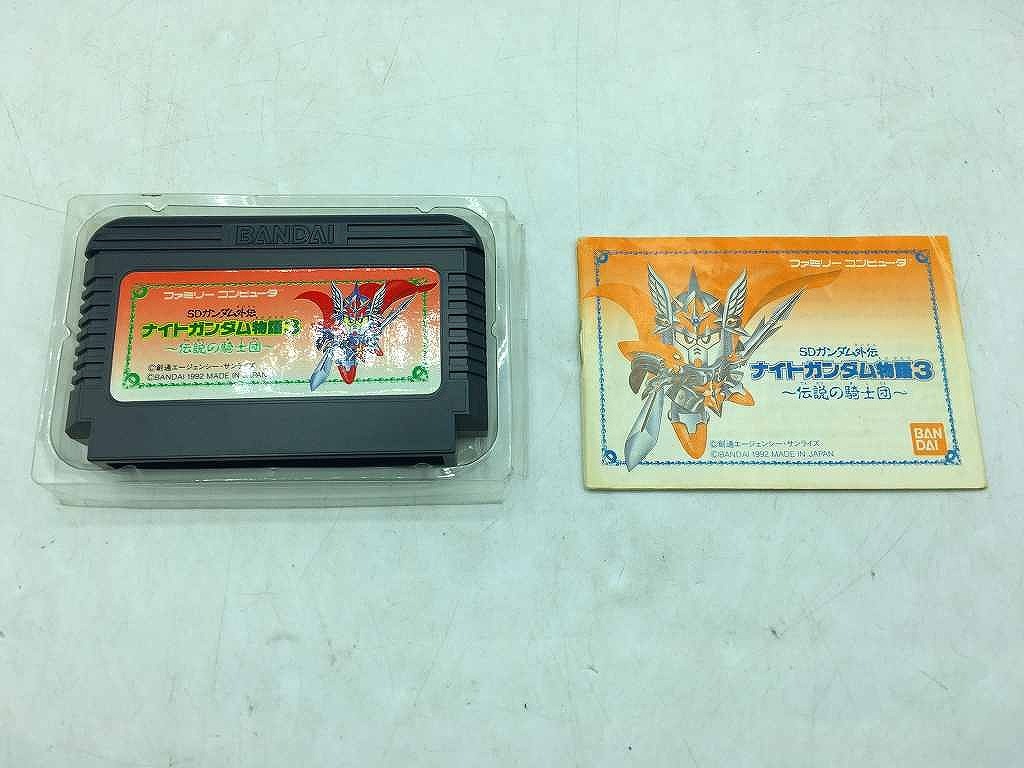 BANDAI
ファミリー コンピュータ
SDガンダム外伝
ナイトガンダム物語3
～伝説の騎士団～
©創通エージェンシー・サンライズ
©BANDAI 1992 MADE IN JAPAN
ファミリー コンピュータ
SDガンダム外伝
ナイトガンダム物語3
～伝説の騎士団～
©創通エージェンシー・サンライズ
©BANDAI 1992 MADE IN JAPAN
BAN
DAI